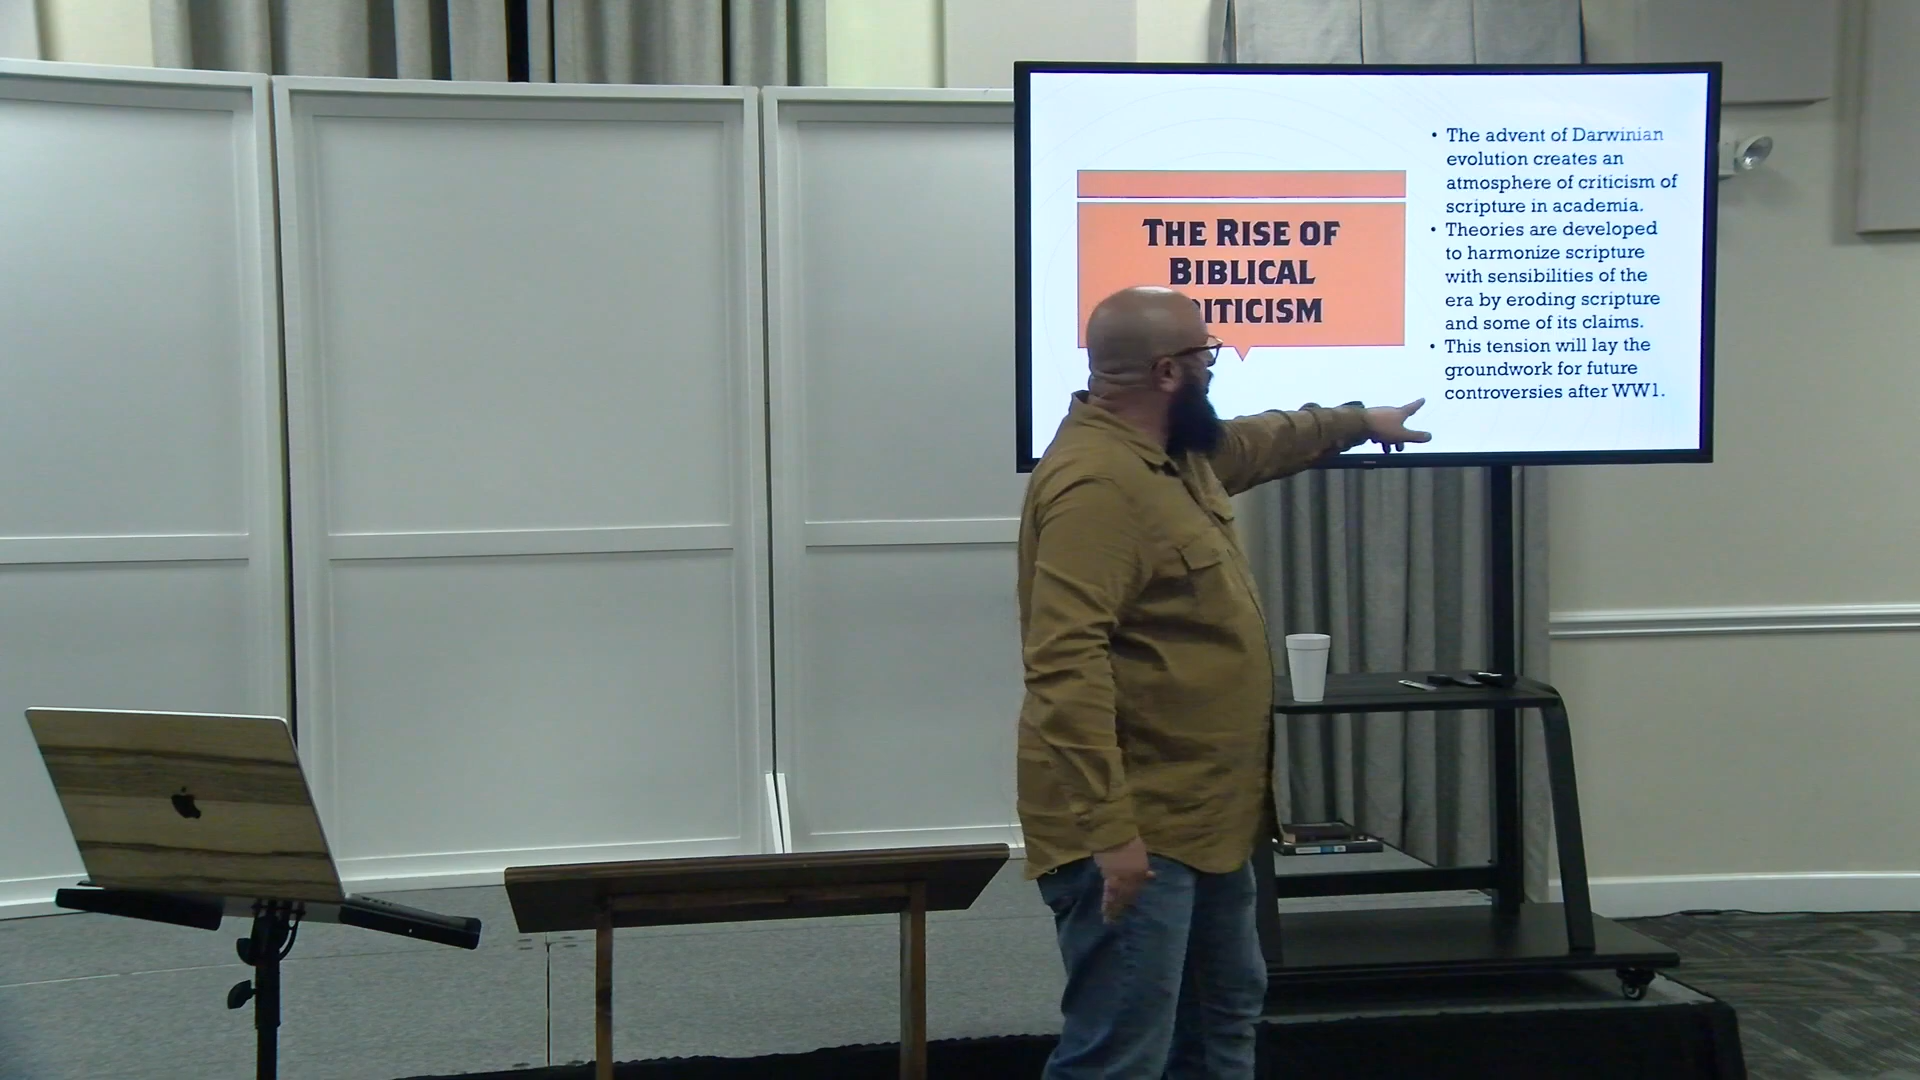 THE RISE OF
BIBLICAL
RITICISM
• The advent of Darwinian
evolution creates an
atmosphere of criticism of
scripture in academia.
• Theories are developed
to harmonize scripture
with sensibilities of the
era by eroding scripture
and some of its claims.
• This tension will lay the
groundwork for future
controversies after WW1.